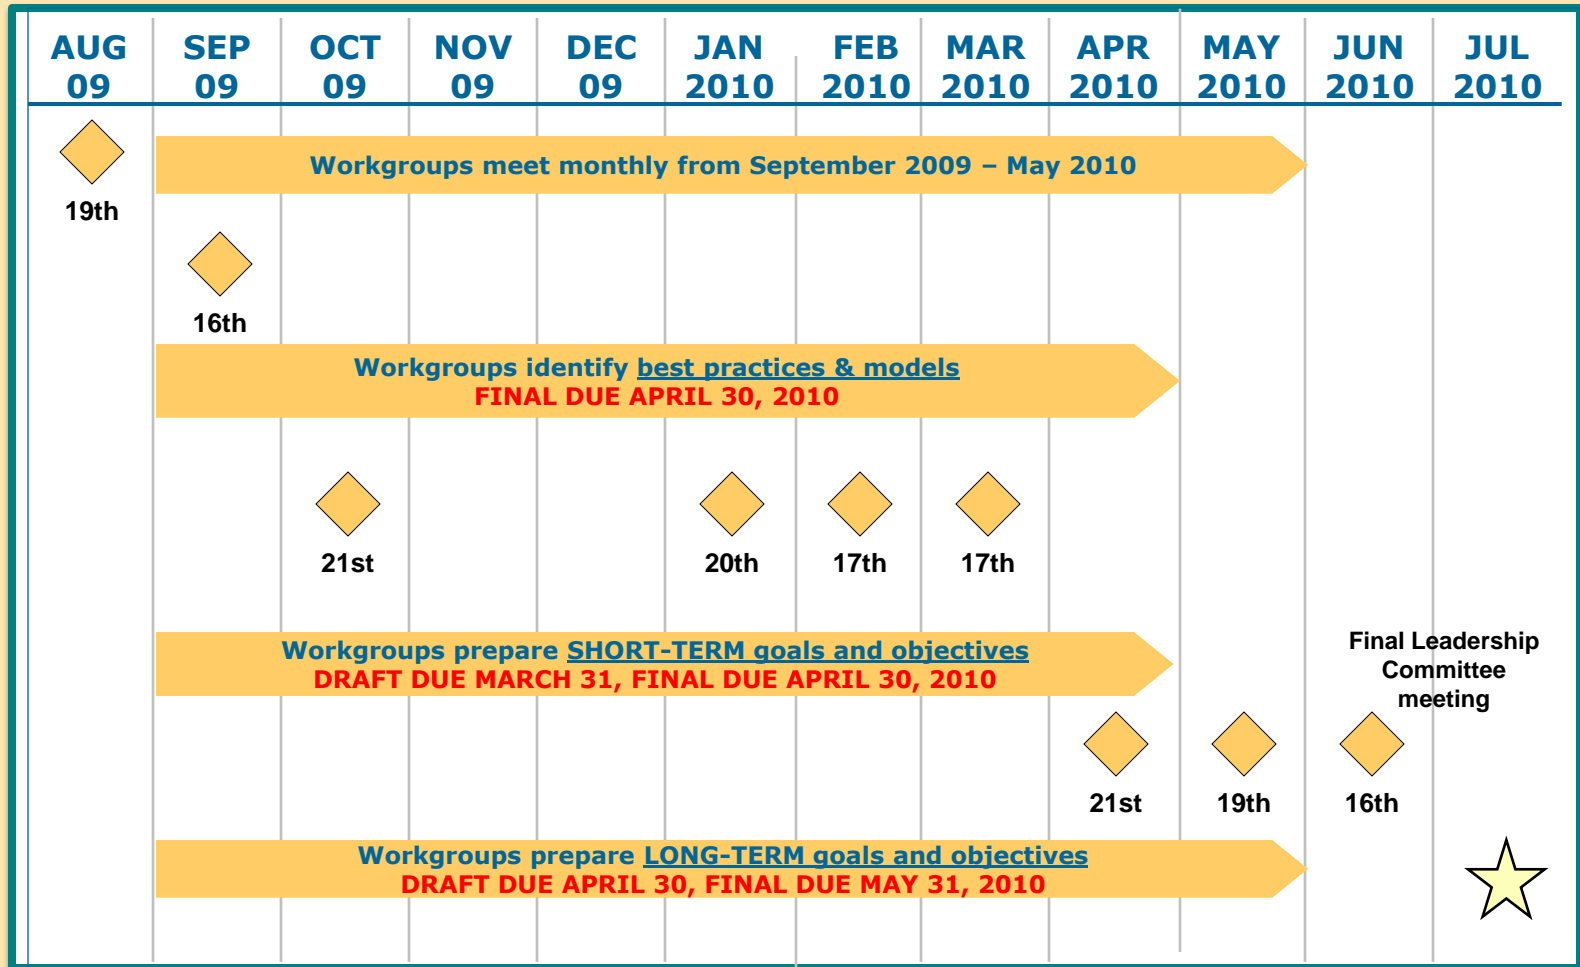 AUG
09
SEP
09
OCT
09
NOV
09
DEC
09
JAN
2010
FEB
2010
MAR
2010
APR
2010
MAY
2010
JUN
2010
JUL
2010
Workgroups meet monthly from September 2009 – May 2010
19th
16th
Workgroups identify best practices & models
FINAL DUE APRIL 30, 2010
21st
20th
17th
17th
Workgroups prepare SHORT-TERM goals and objectives
DRAFT DUE MARCH 31, FINAL DUE APRIL 30, 2010
Final Leadership
Committee
meeting
21st
19th
16th
Workgroups prepare LONG-TERM goals and objectives
DRAFT DUE APRIL 30, FINAL DUE MAY 31, 2010